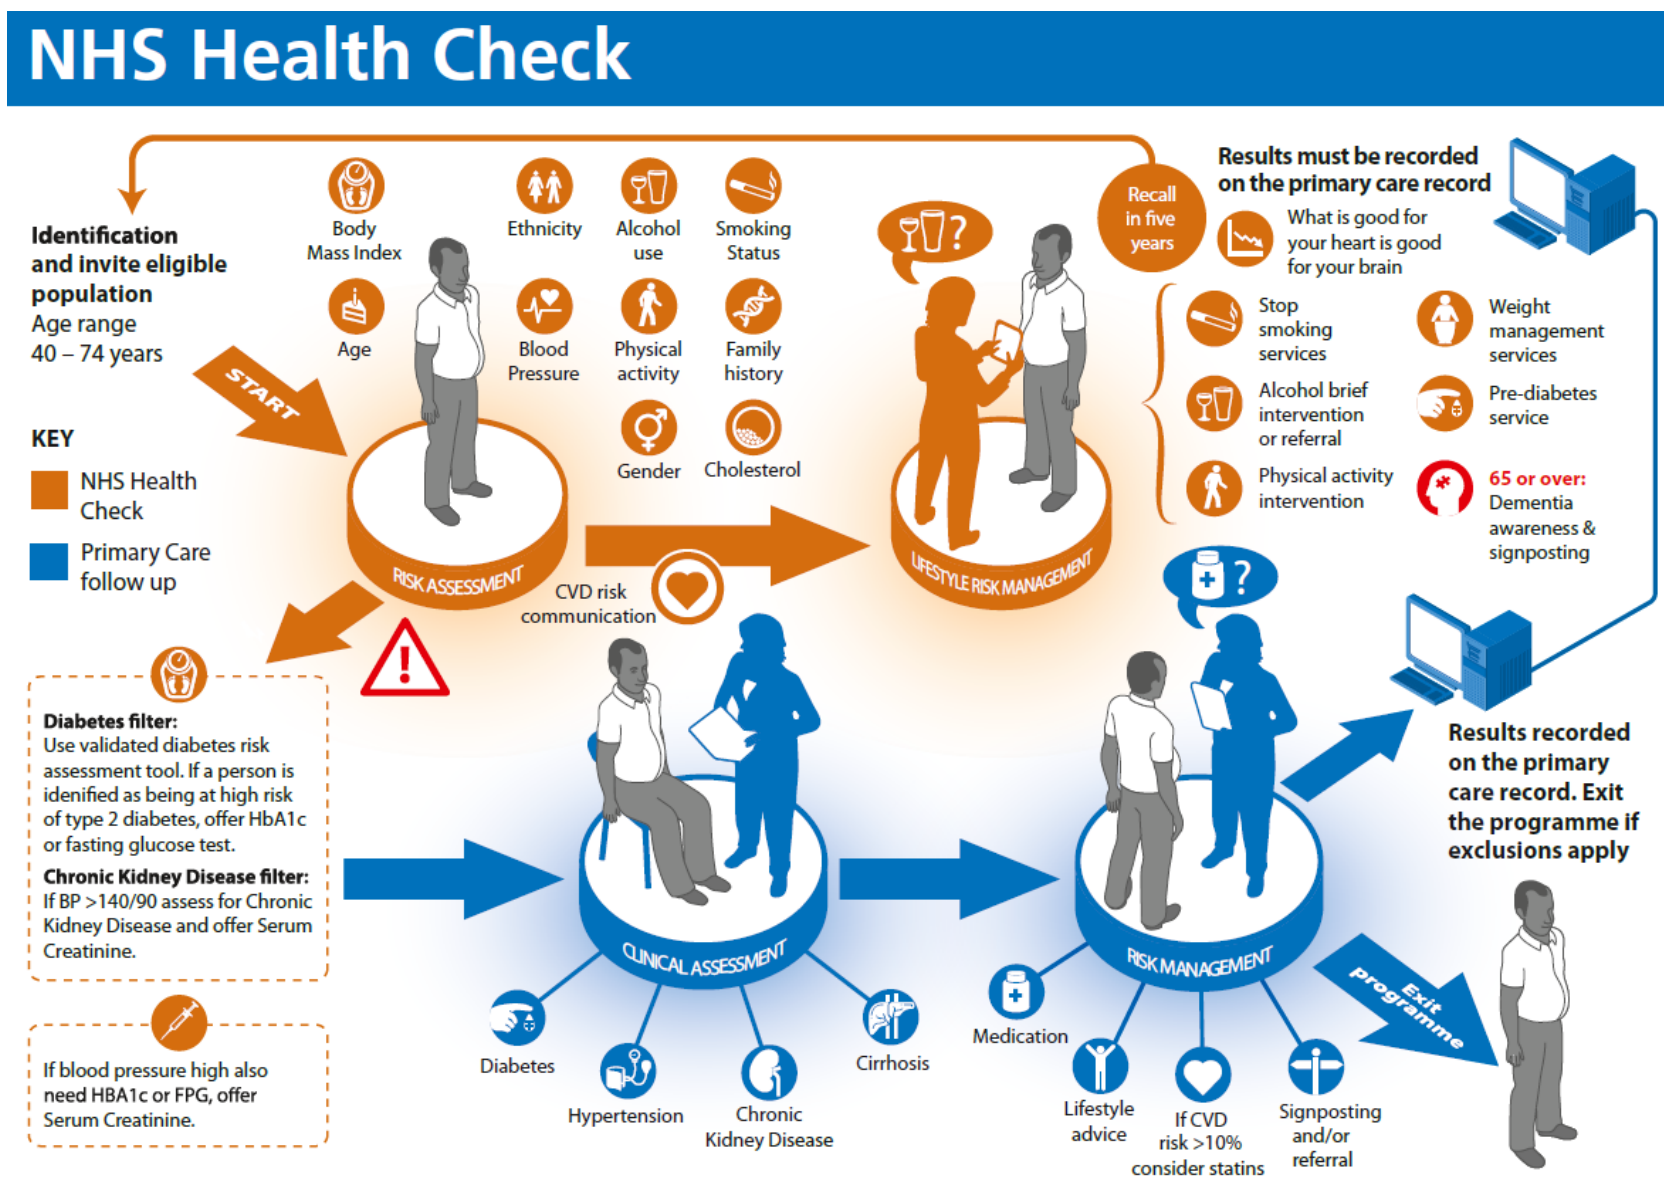 NHS Health Check
Identification
and invite eligible
population
Age range
40 – 74 years
START
KEY
NHS Health
Check
Primary Care
follow up
Body
Mass Index
Ethnicity
Alcohol
use
Smoking
Status
Age
Blood
Pressure
Physical
activity
Family
history
Gender
Cholesterol
RISK ASSESSMENT
CVD risk
communication
?
LIFESTYLE RISK MANAGEMENT
Recall
in five
years
Results must be recorded
on the primary care record
What is good for
your heart is good
for your brain
Stop
smoking
services
Weight
management
services
Alcohol brief
intervention
or referral
Pre-diabetes
service
Physical activity
intervention
65 or over:
Dementia
awareness &
signposting
!
Diabetes filter:
Use validated diabetes risk
assessment tool. If a person is
idenified as being at high risk
of type 2 diabetes, offer HbA1c
or fasting glucose test.
Chronic Kidney Disease filter:
If BP >140/90 assess for Chronic
Kidney Disease and offer Serum
Creatinine.
If blood pressure high also
need HBA1c or FPG, offer
Serum Creatinine.
CLINICAL ASSESSMENT
Diabetes
Hypertension
Chronic
Kidney Disease
Cirrhosis
?
RISK MANAGEMENT
Medication
Lifestyle
advice
If CVD
risk >10%
consider statins
Signposting
and/or
referral
Results recorded
on the primary
care record. Exit
the programme if
exclusions apply
Exit
programme